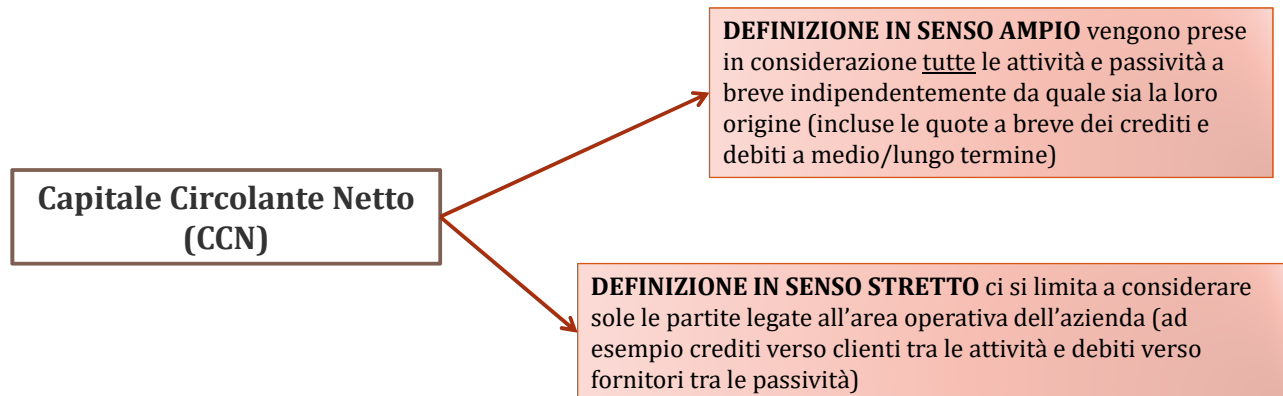 DEFINIZIONE IN SENSO AMPIO vengono prese
in considerazione tutte le attività e passività a
breve indipendentemente da quale sia la loro
origine (incluse le quote a breve dei crediti e
debiti a medio/lungo termine)
Capitale Circolante Netto
(CCN)
DEFINIZIONE IN SENSO STRETTO ci si limita a considerare
sole le partite legate all’area operativa dell’azienda (ad
esempio crediti verso clienti tra le attività e debiti verso
fornitori tra le passività)